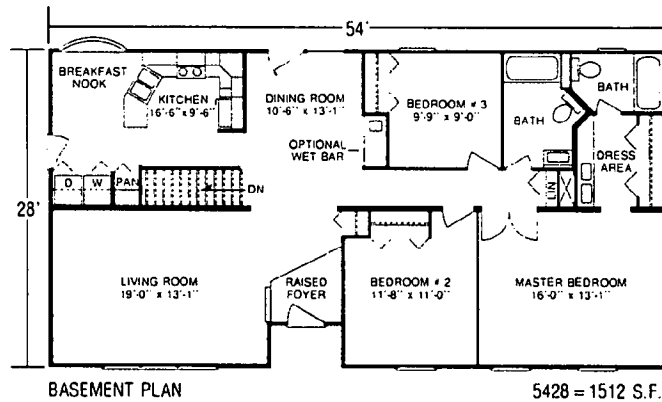 54'
BREAKFAST
NOOK
KITCHEN
16'-6" x 9'-6"
DINING ROOM
10'-6" x 13'-1"
BEDROOM # 3
9'-9" x 9'-0"
BATH
BATH
OPTIONAL
WET BAR
DRESS
AREA
D W PAN
DN
LIN
28'
LIVING ROOM
19'-0" x 13'-1"
RAISED
FOYER
BEDROOM # 2
11'-8" x 11'-0"
MASTER BEDROOM
16'-0" x 13'-1"
BASEMENT PLAN
5428 = 1512 S.F.